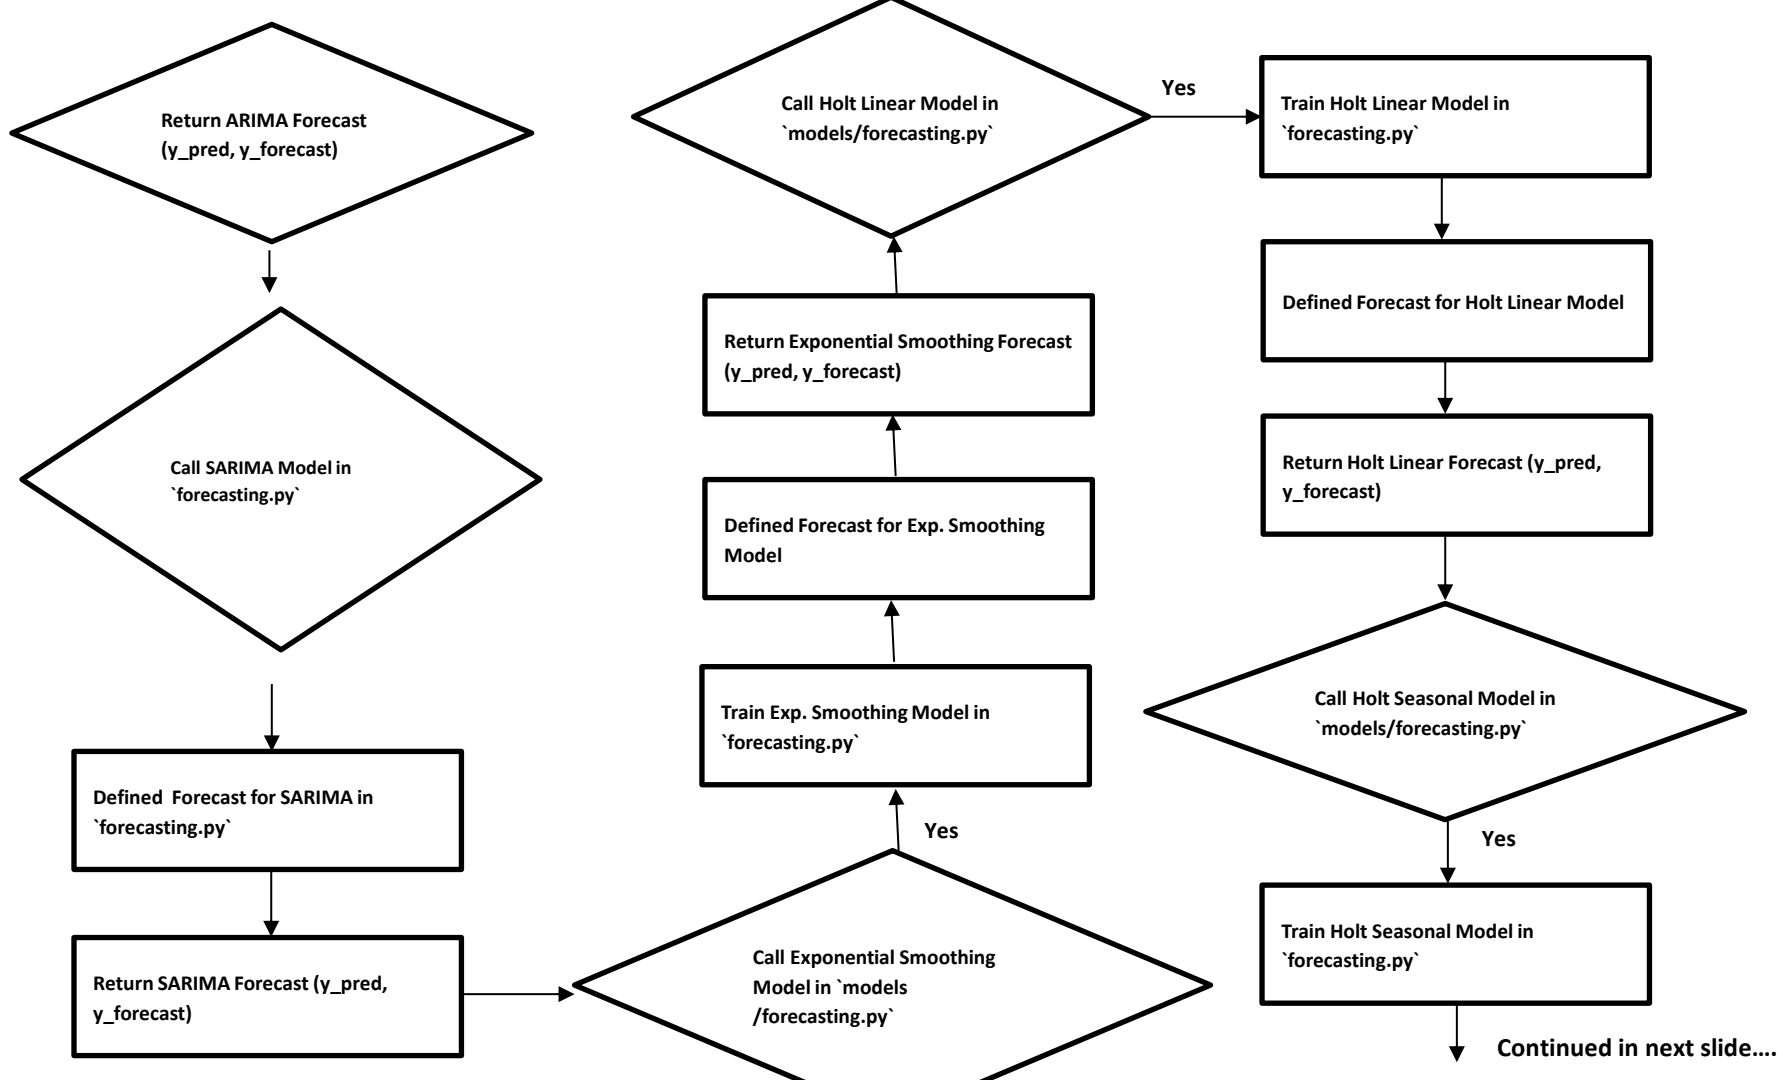 Return ARIMA Forecast
(y_pred, y_forecast)
Call SARIMA Model in
`forecasting.py`
Defined  Forecast for SARIMA in
`forecasting.py`
Return SARIMA Forecast (y_pred,
y_forecast)
Call Exponential Smoothing
Model in `models
/forecasting.py`
Yes
Train Exp. Smoothing Model in
`forecasting.py`
Defined Forecast for Exp. Smoothing
Model
Return Exponential Smoothing Forecast
(y_pred, y_forecast)
Call Holt Linear Model in
`models/forecasting.py`
Yes
Train Holt Linear Model in
`forecasting.py`
Defined Forecast for Holt Linear Model
Return Holt Linear Forecast (y_pred,
y_forecast)
Call Holt Seasonal Model in
`models/forecasting.py`
Yes
Train Holt Seasonal Model in
`forecasting.py`
Continued in next slide....